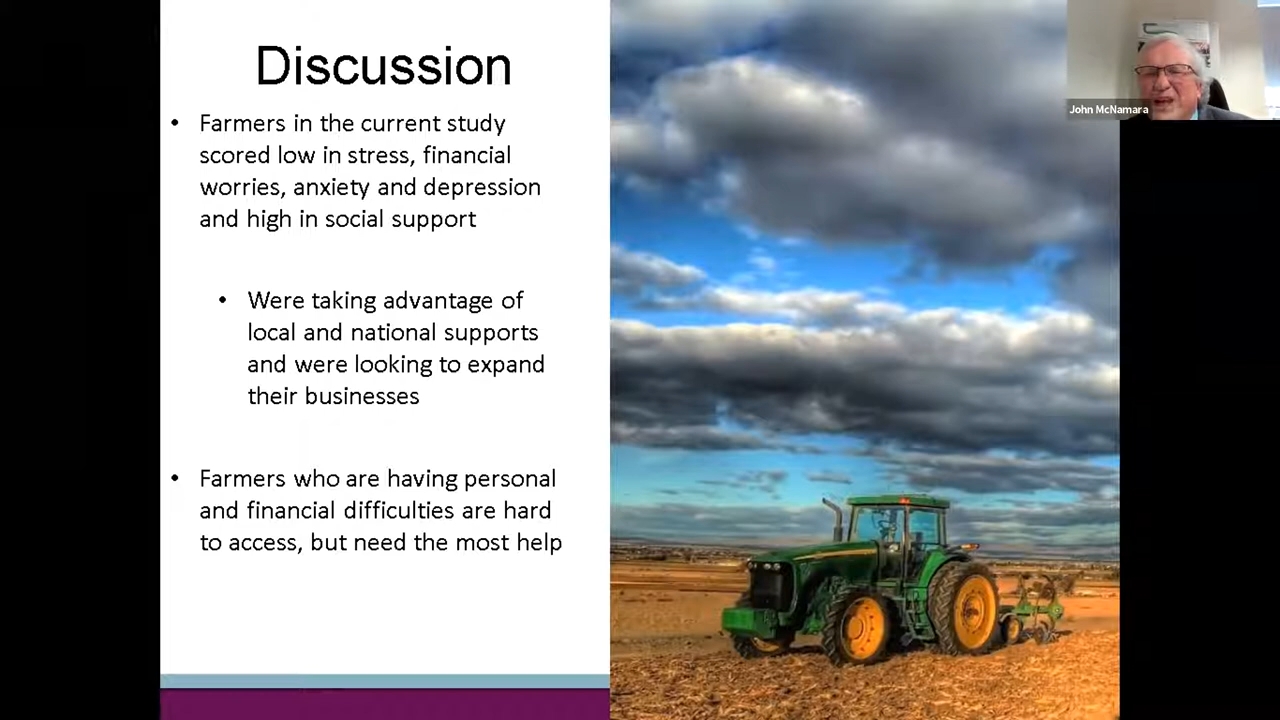 Discussion
• Farmers in the current study
scored low in stress, financial
worries, anxiety and depression
and high in social support
• Were taking advantage of
local and national supports
and were looking to expand
their businesses
• Farmers who are having personal
and financial difficulties are hard
to access, but need the most help
John McNamara